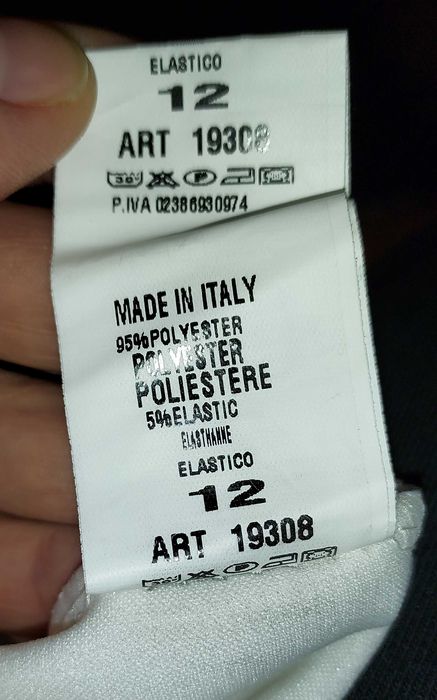 ELASTICO
12
ART 19308
30 P
P.IVA 02386930974
MADE IN ITALY
95%POLYESTER
POLYESTER
POLIESTERE
5%ELASTIC
ELASTHANNE
ELASTICO
12
ART 19308
P